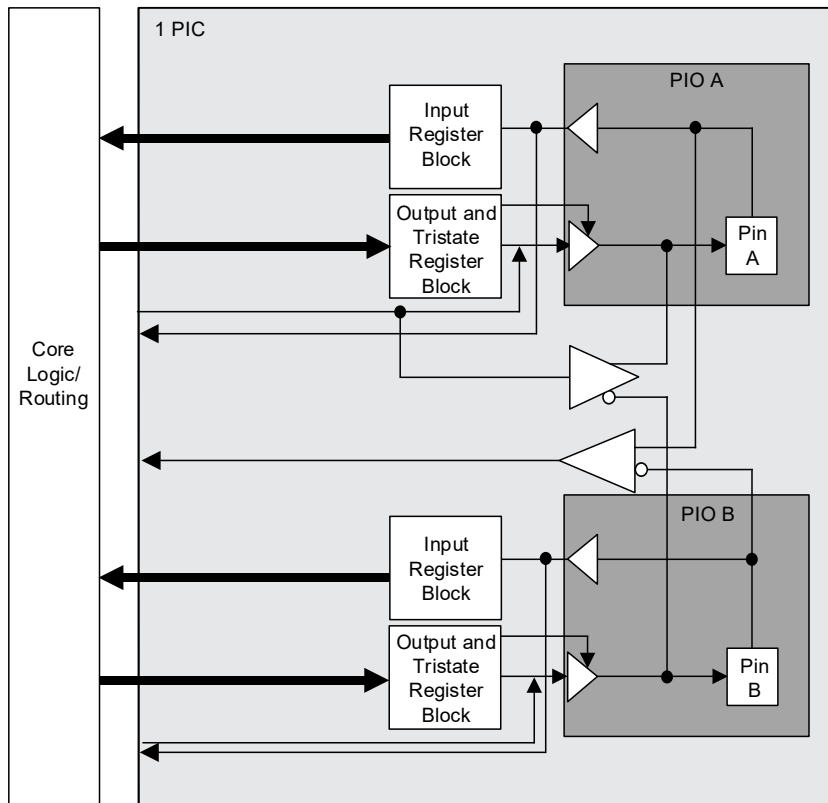 1 PIC
PIO A
Input
Register
Block
Output and
Tristate
Register
Block
Pin
A
Core
Logic/
Routing
PIO B
Input
Register
Block
Output and
Tristate
Register
Block
Pin
B